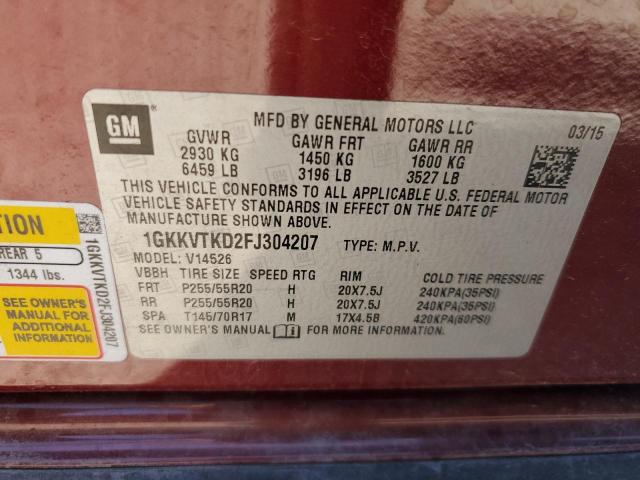 GM
MFD BY GENERAL MOTORS LLC
03/15
GVWR GAWR FRT GAWR RR
2930 KG 1450 KG 1600 KG
6459 LB 3196 LB 3527 LB
THIS VEHICLE CONFORMS TO ALL APPLICABLE U.S. FEDERAL MOTOR
VEHICLE SAFETY STANDARDS IN EFFECT ON THE DATE OF
MANUFACTURE SHOWN ABOVE.
1GKKVTKD2FJ304207 TYPE: M.P.V.
MODEL: V14526
VBBH TIRE SIZE SPEED RTG RIM COLD TIRE PRESSURE
FRT P255/55R20 H 20X7.5J 240KPA(35PSI)
RR P255/55R20 H 20X7.5J 240KPA(35PSI)
SPA T145/70R17 M 17X4.5B 420KPA(60PSI)
SEE OWNER'S MANUAL FOR MORE INFORMATION.
TION
REAR 5
1344 lbs.
SEE OWNER'S
MANUAL FOR
ADDITIONAL
INFORMATION
1GKKVTKD2FJ304207